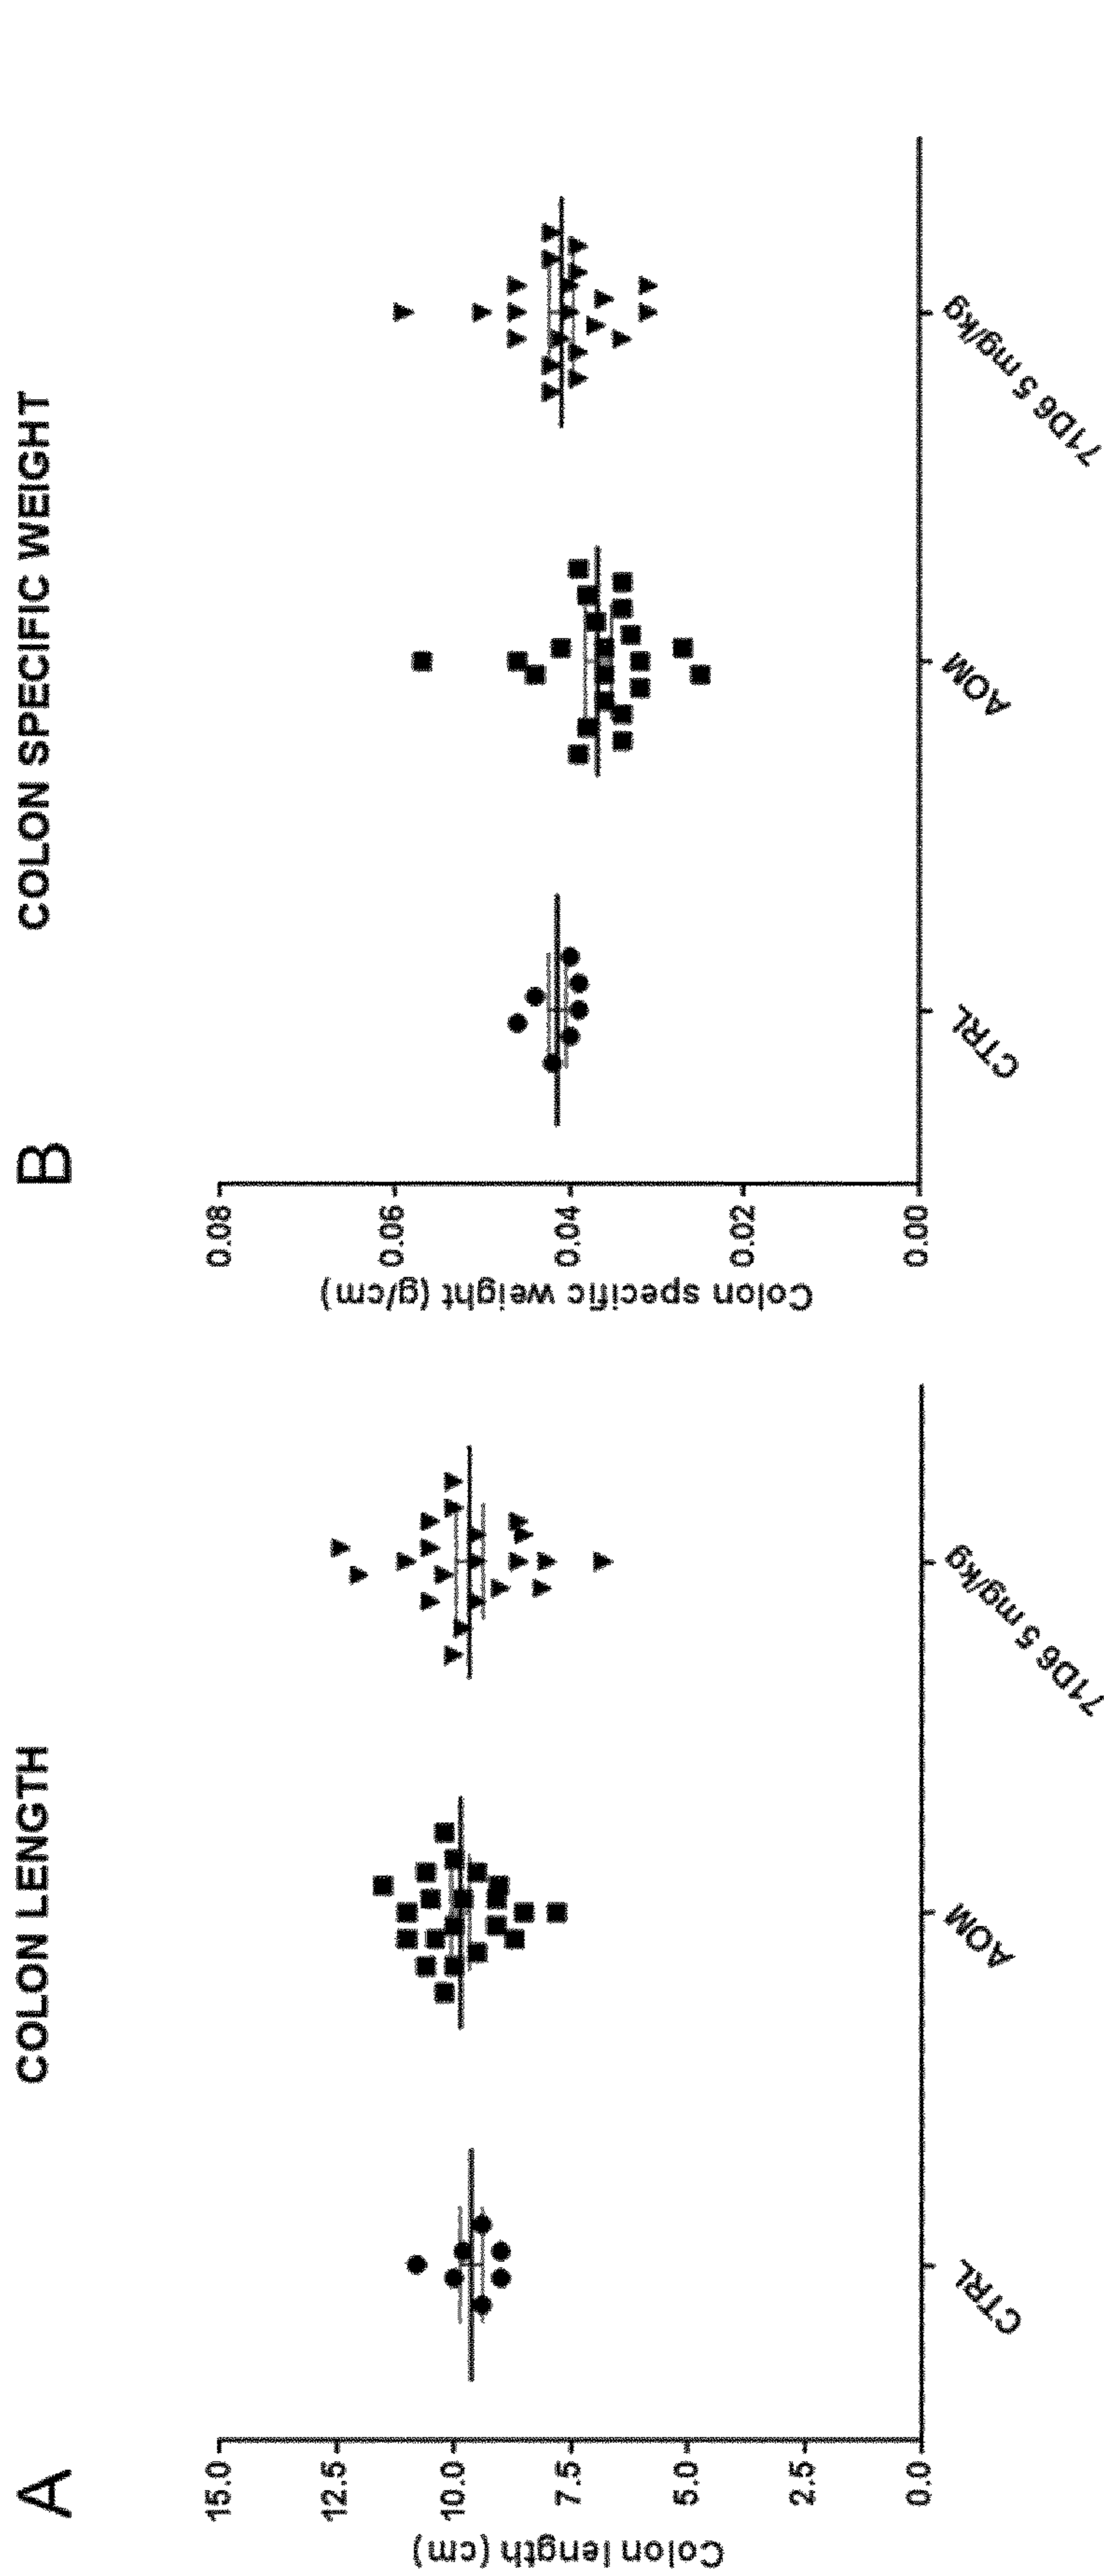 A
COLON LENGTH
Colon length (cm)
15.0
12.5
10.0
7.5
5.0
2.5
0.0
CTRL
AOM
71D6 5 mg/kg
B
COLON SPECIFIC WEIGHT
Colon specific weight (g/cm)
0.08
0.06
0.04
0.02
0.00
CTRL
AOM
71D6 5 mg/kg